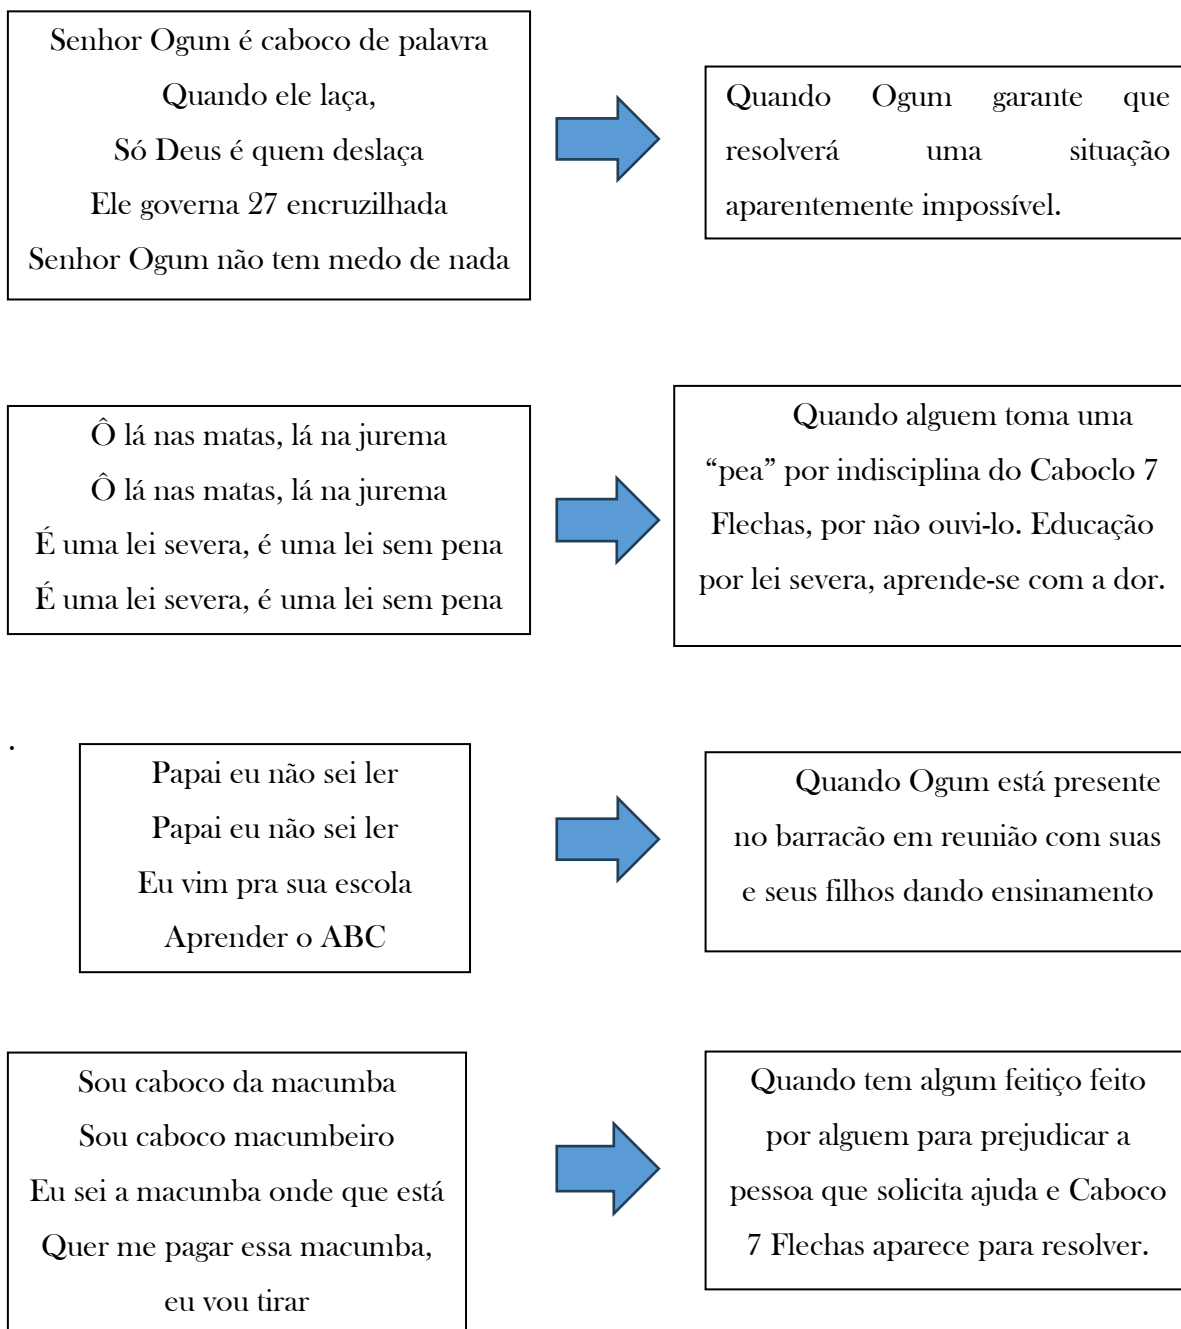 Senhor Ogum é caboco de palavra
Quando ele laça,
Só Deus é quem deslaça
Ele governa 27 encruzilhada
Senhor Ogum não tem medo de nada
Quando Ogum garante que
resolverá uma situação
aparentemente impossível.
Ô lá nas matas, lá na jurema
Ô lá nas matas, lá na jurema
É uma lei severa, é uma lei sem pena
É uma lei severa, é uma lei sem pena
Quando alguem toma uma
“pea” por indisciplina do Caboclo 7
Flechas, por não ouvi-lo. Educação
por lei severa, aprende-se com a dor.
.
Papai eu não sei ler
Papai eu não sei ler
Eu vim pra sua escola
Aprender o ABC
Quando Ogum está presente
no barracão em reunião com suas
e seus filhos dando ensinamento
Sou caboco da macumba
Sou caboco macumbeiro
Eu sei a macumba onde que está
Quer me pagar essa macumba,
eu vou tirar
Quando tem algum feitiço feito
por alguem para prejudicar a
pessoa que solicita ajuda e Caboco
7 Flechas aparece para resolver.